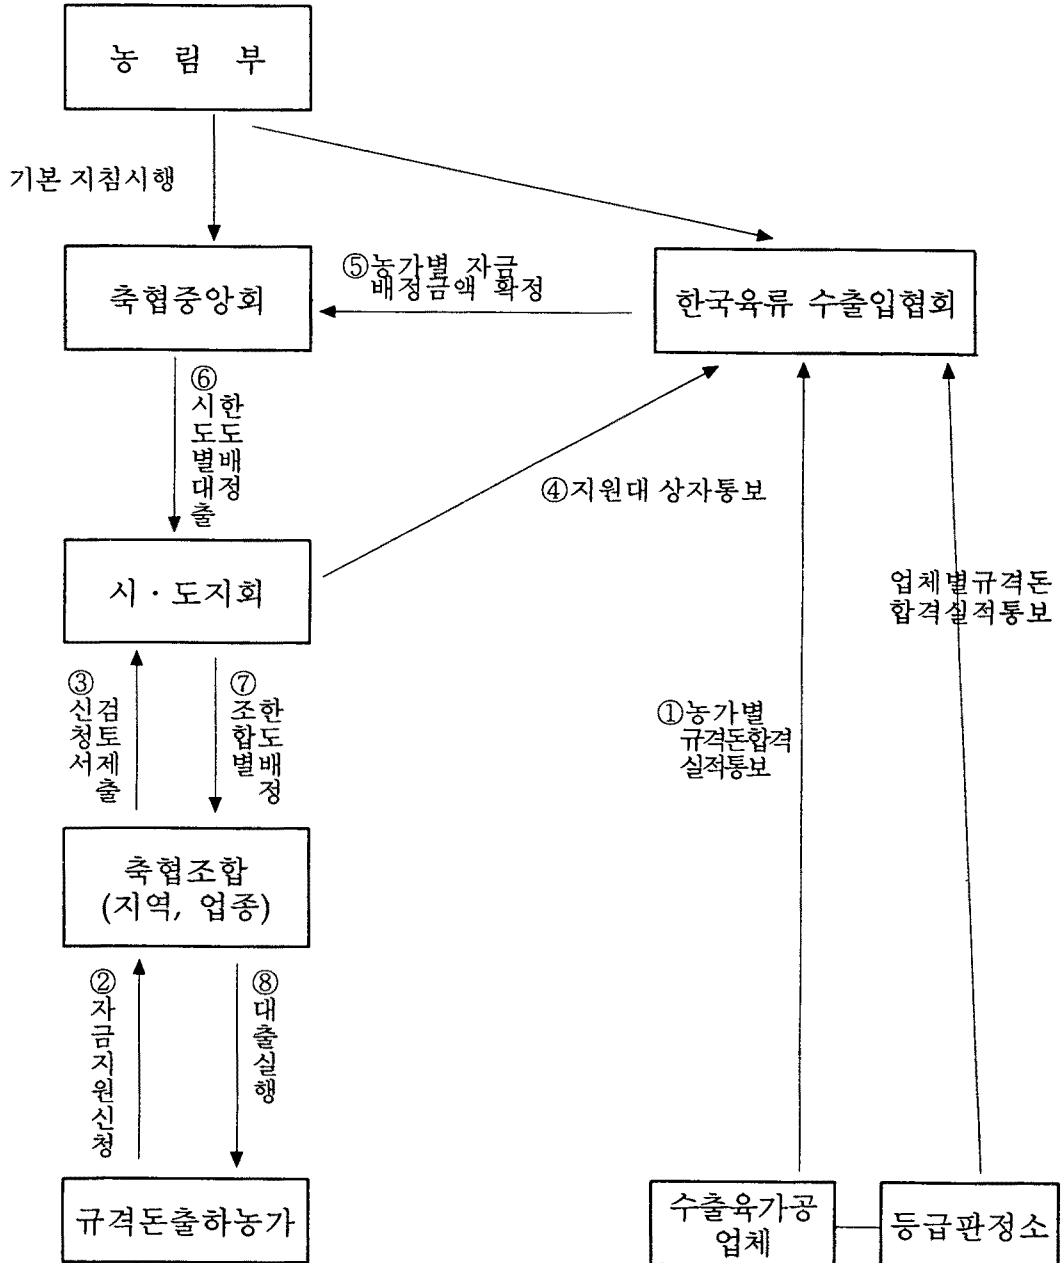 농 림 부
기본 지침시행
⑤농가별 자금
배정금액 확정
축협중앙회
한국육류 수출입협회
⑥
시도별대출
한도배정
④지원대 상자통보
시 · 도지회
업체별규격돈
합격실적통보
③
신청서
검토제출
⑦
조합별
한도배정
①농가별
규격돈합격
실적통보
축협조합
(지역, 업종)
②
자금지원신청
⑧
대출실행
규격돈출하농가
수출육가공
업체
등급판정소